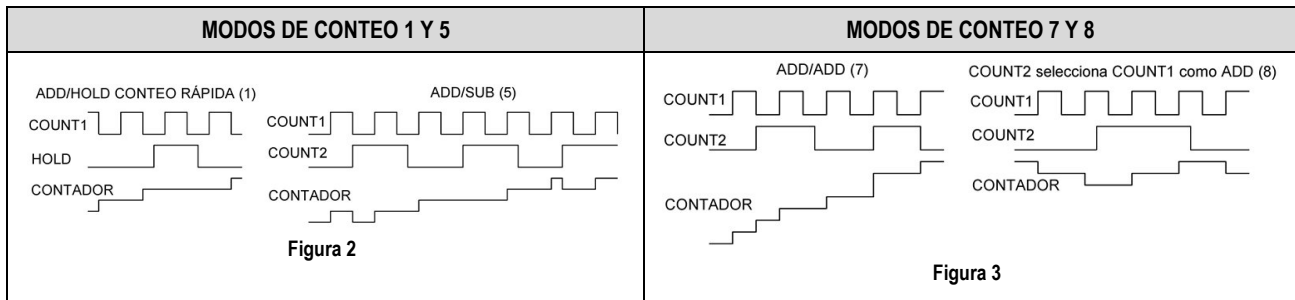 MODOS DE CONTEO 1 Y 5
MODOS DE CONTEO 7 Y 8
ADD/HOLD CONTEO RÁPIDA (1)
COUNT1
HOLD
CONTADOR
ADD/SUB (5)
COUNT1
COUNT2
CONTADOR
Figura 2
ADD/ADD (7)
COUNT1
COUNT2
CONTADOR
COUNT2 selecciona COUNT1 como ADD (8)
COUNT1
COUNT2
CONTADOR
Figura 3